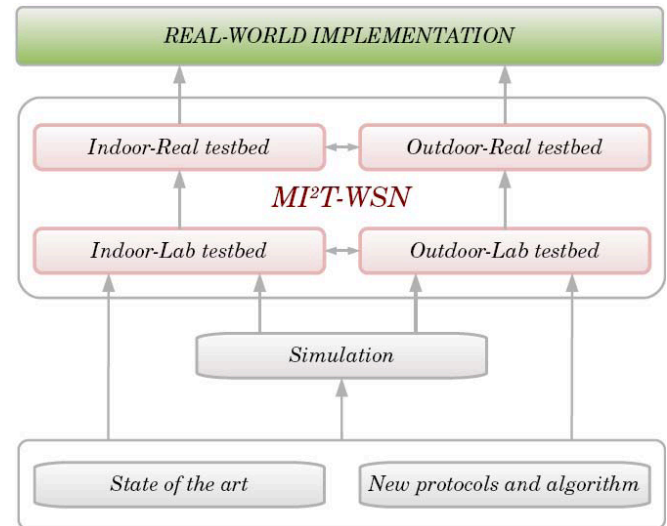 REAL-WORLD IMPLEMENTATION
Indoor-Real testbed
Outdoor-Real testbed
MI²T-WSN
Indoor-Lab testbed
Outdoor-Lab testbed
Simulation
State of the art
New protocols and algorithm